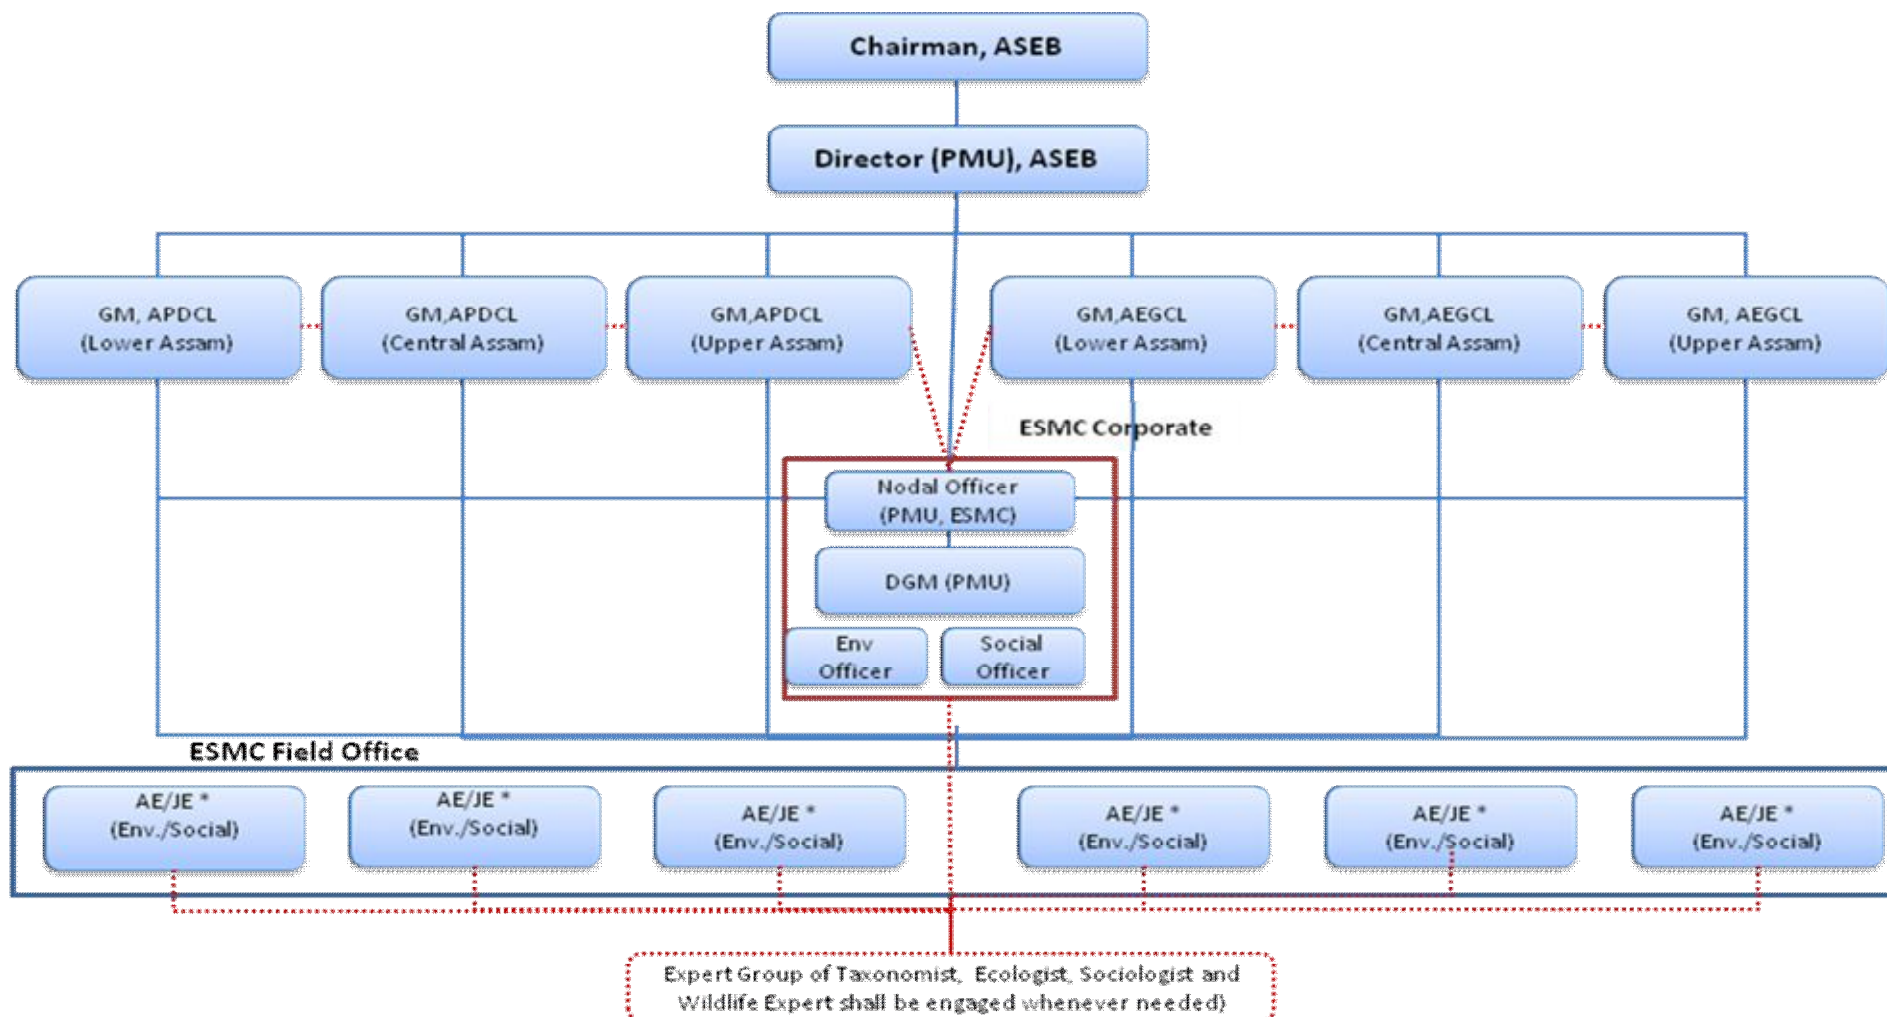 Chairman, ASEB
Director (PMU), ASEB
GM, APDCL
(Lower Assam)
GM,APDCL
(Central Assam)
GM,APDCL
(Upper Assam)
GM,AEGCL
(Lower Assam)
GM,AEGCL
(Central Assam)
GM, AEGCL
(Upper Assam)
ESMC Corporate
Nodal Officer
(PMU, ESMC)
DGM (PMU)
Env
Officer
Social
Officer
ESMC Field Office
AE/JE *
(Env./Social)
AE/JE *
(Env./Social)
AE/JE *
(Env./Social)
AE/JE *
(Env./Social)
AE/JE *
(Env./Social)
AE/JE *
(Env./Social)
Expert Group of Taxonomist, Ecologist, Sociologist and
Wildlife Expert shall be engaged whenever needed)